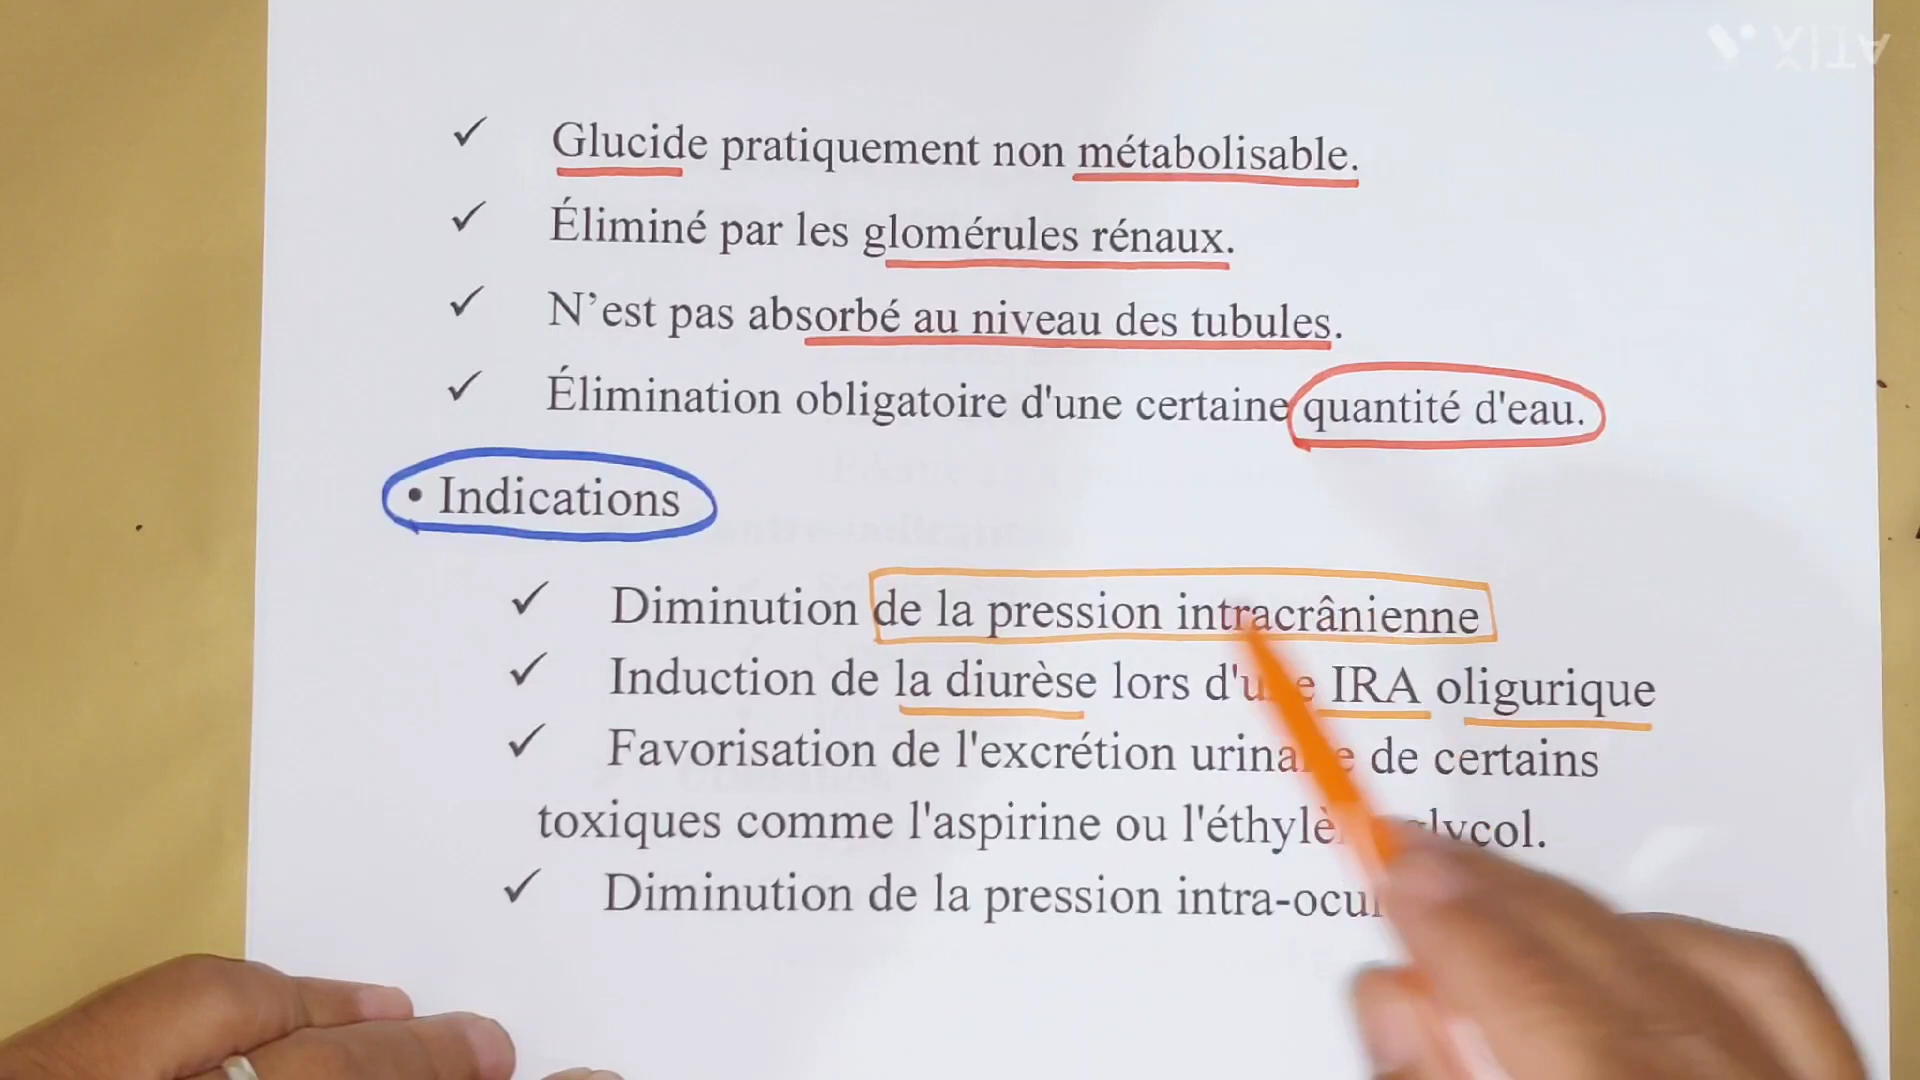 ✓ Glucide pratiquement non métabolisable.
✓ Éliminé par les glomérules rénaux.
✓ N’est pas absorbé au niveau des tubules.
✓ Élimination obligatoire d'une certaine quantité d'eau.
• Indications
✓ Diminution de la pression intracrânienne
✓ Induction de la diurèse lors d'une IRA oligurique
✓ Favorisation de l'excrétion urinaire de certains
toxiques comme l'aspirine ou l'éthylène glycol.
✓ Diminution de la pression